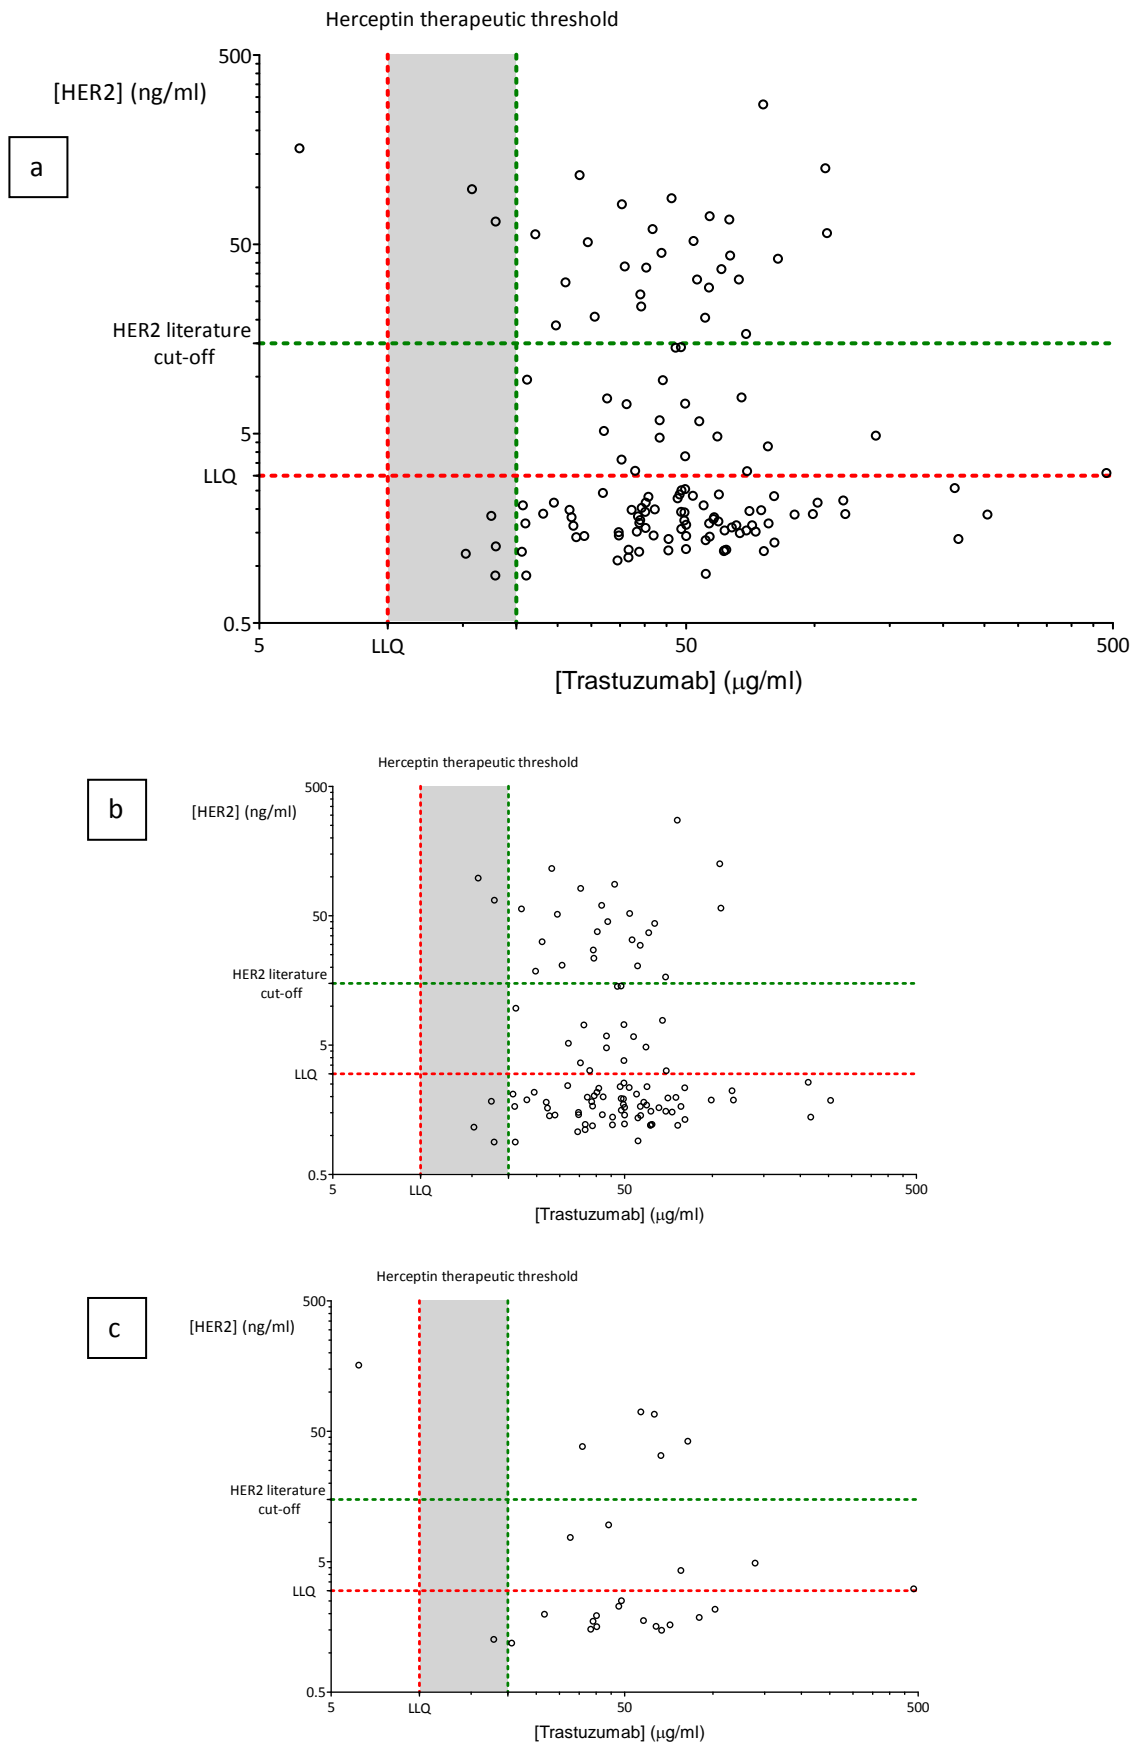 Herceptin therapeutic threshold
500
[HER2] (ng/ml)
a
50
HER2 literature
cut-off
5
LLQ
0.5
5
LLQ
50
500
[Trastuzumab] (μg/ml)
Herceptin therapeutic threshold
500
b
[HER2] (ng/ml)
50
HER2 literature
cut-off
5
LLQ
0.5
5
LLQ
50
500
[Trastuzumab] (μg/ml)
Herceptin therapeutic threshold
500
c
[HER2] (ng/ml)
50
HER2 literature
cut-off
5
LLQ
0.5
5
LLQ
50
500
[Trastuzumab] (μg/ml)